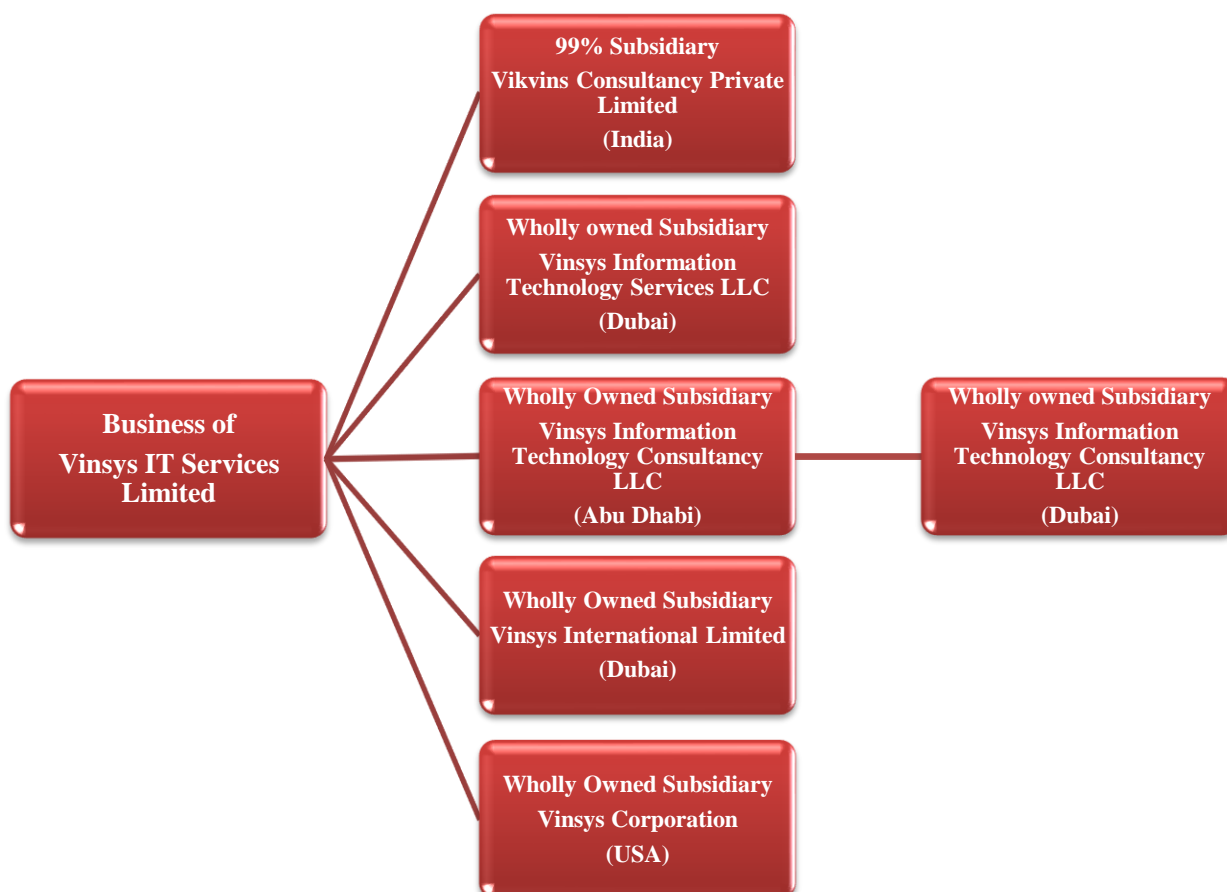 99% Subsidiary
Vikvins Consultancy Private
Limited
(India)
Wholly owned Subsidiary
Vinsys Information
Technology Services LLC
(Dubai)
Business of
Vinsys IT Services
Limited
Wholly Owned Subsidiary
Vinsys Information
Technology Consultancy
LLC
(Abu Dhabi)
Wholly owned Subsidiary
Vinsys Information
Technology Consultancy
LLC
(Dubai)
Wholly Owned Subsidiary
Vinsys International Limited
(Dubai)
Wholly Owned Subsidiary
Vinsys Corporation
(USA)